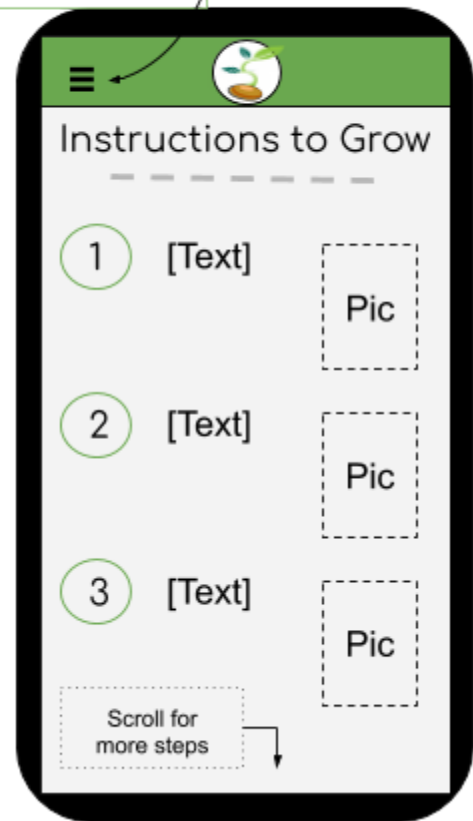 Instructions to Grow
1 [Text]
Pic
2 [Text]
Pic
3 [Text]
Pic
Scroll for
more steps